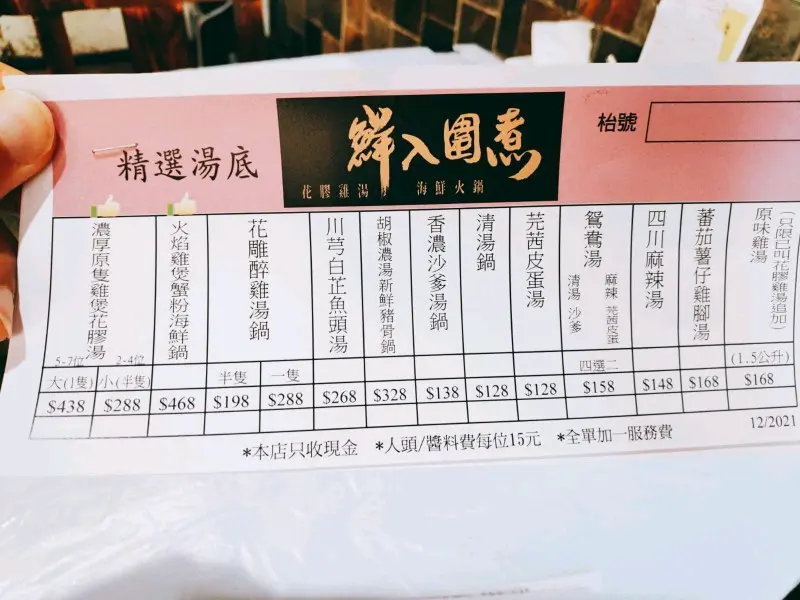 精選湯底
鮮入圍煮
花膠雞湯 海鮮火鍋
枱號
濃厚原隻雞煲花膠湯
5-7位 2-4位
大(1隻) 小(半隻)
$438 $288
火焰雞煲蟹粉海鮮鍋
$468
花雕醉雞湯鍋
半隻 一隻
$198 $288
川芎白芷魚頭湯
$268
胡椒濃湯新鮮豬骨鍋
$328
香濃沙爹湯鍋
$138
清湯鍋
$128
芫茜皮蛋湯
$128
鴛鴦湯
麻辣 芫茜皮蛋
清湯 沙爹
四選二
$158
四川麻辣湯
$148
蕃茄薯仔雞腳湯
$168
(只限已叫花膠雞湯追加)
原味雞湯
(1.5公升)
$168
12/2021
*本店只收現金 *人頭/醬料費每位15元 *全單加一服務費